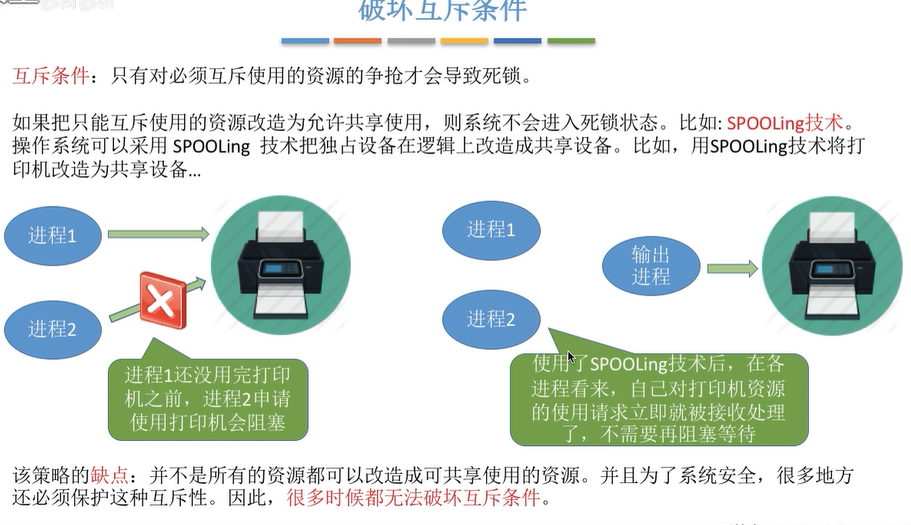 破坏互斥条件
互斥条件：只有对必须互斥使用的资源的争抢才会导致死锁。
如果把只能互斥使用的资源改造为允许共享使用，则系统不会进入死锁状态。比如: SPOOLing技术。
操作系统可以采用 SPOOLing 技术把独占设备在逻辑上改造成共享设备。比如，用SPOOLing技术将打
印机改造为共享设备...
进程1
进程2
进程1还没用完打印
机之前，进程2申请
使用打印机会阻塞
进程1
进程2
输出
进程
使用了SPOOLing技术后，在各
进程看来，自己对打印机资源
的使用请求立即就被接收处理
了，不需要再阻塞等待
该策略的缺点：并不是所有的资源都可以改造成可共享使用的资源。并且为了系统安全，很多地方
还必须保护这种互斥性。因此，很多时候都无法破坏互斥条件。